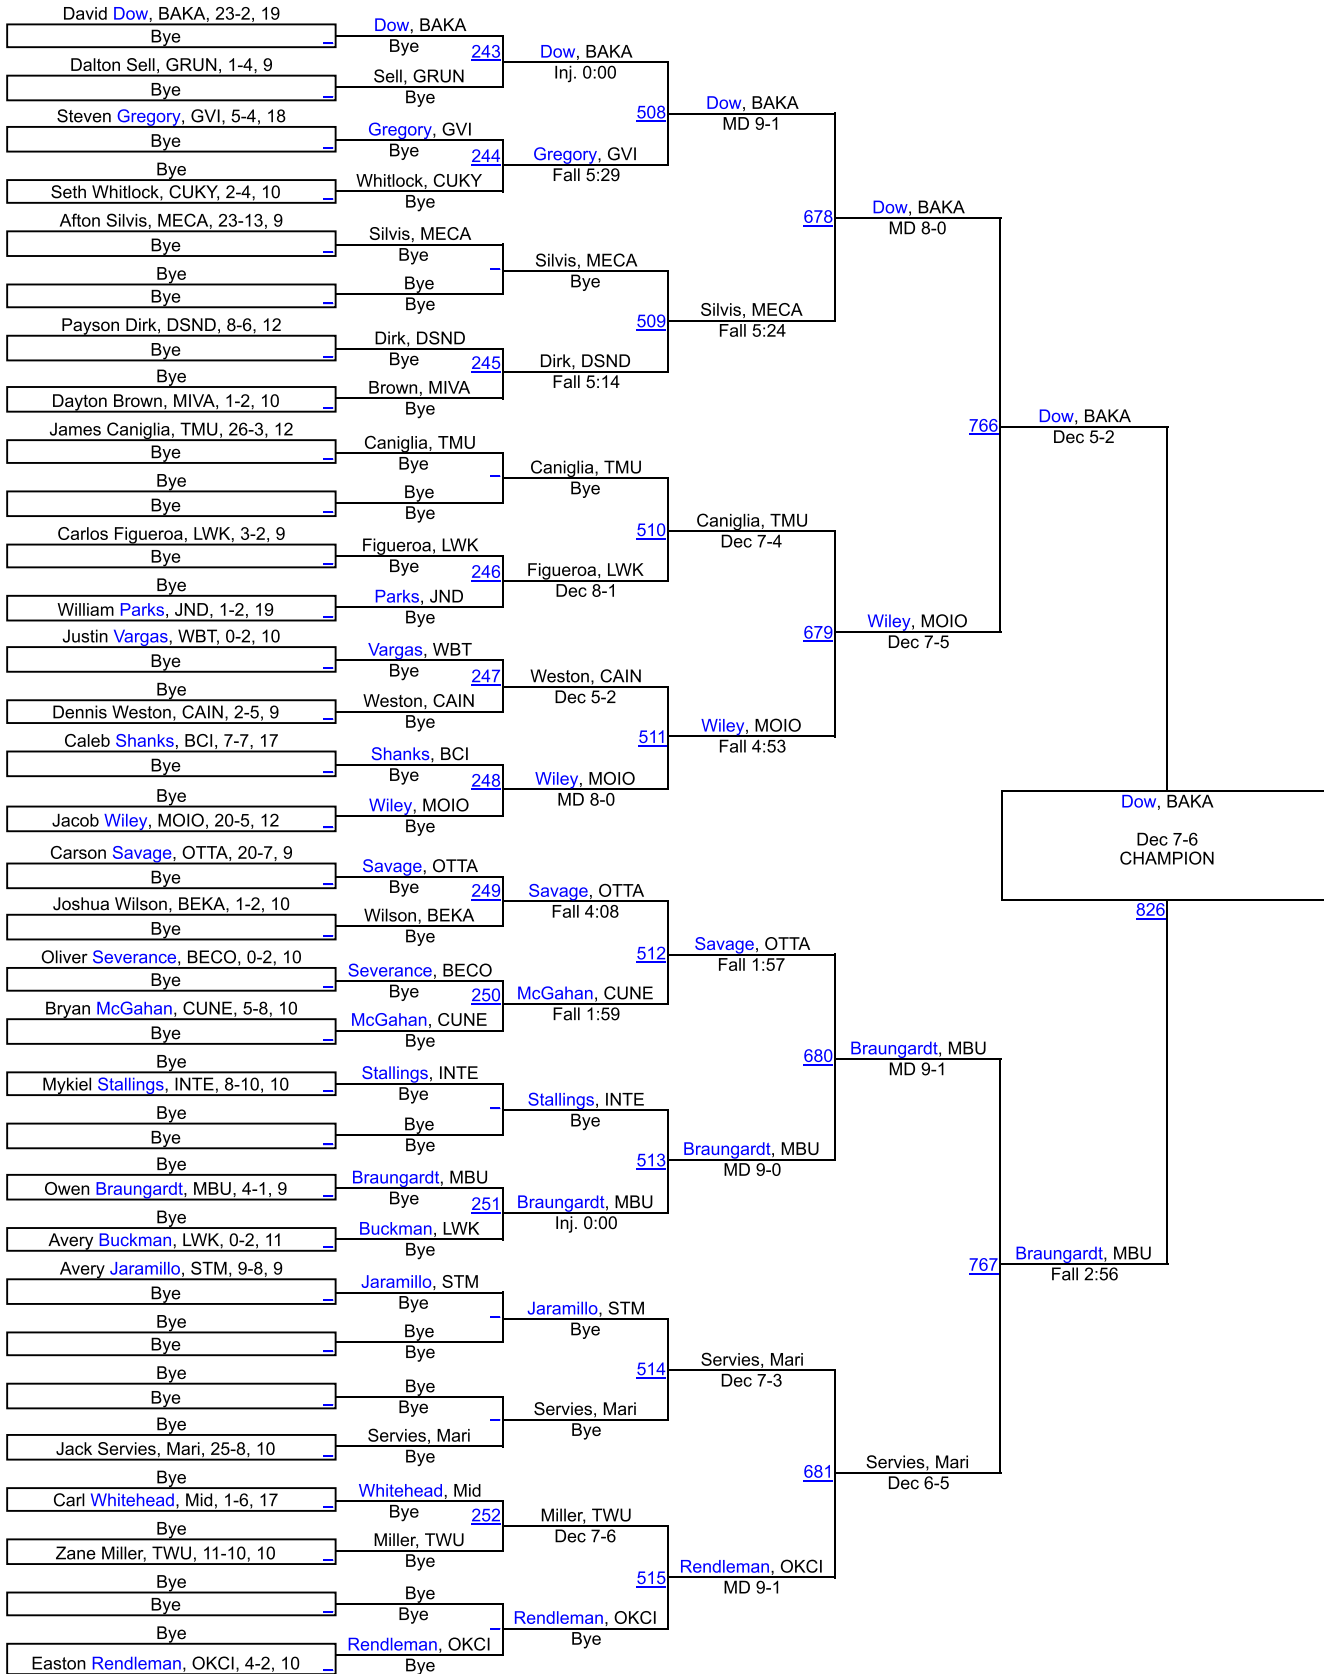 David Dow, BAKA, 23-2, 19
Bye
Dalton Sell, GRUN, 1-4, 9
Bye
Steven Gregory, GVI, 5-4, 18
Bye
Bye
Seth Whitlock, CUKY, 2-4, 10
Afton Silvis, MECA, 23-13, 9
Bye
Bye
Bye
Payson Dirk, DSND, 8-6, 12
Bye
Bye
Dayton Brown, MIVA, 1-2, 10
James Caniglia, TMU, 26-3, 12
Bye
Bye
Bye
Carlos Figueroa, LWK, 3-2, 9
Bye
Bye
William Parks, JND, 1-2, 19
Justin Vargas, WBT, 0-2, 10
Bye
Bye
Dennis Weston, CAIN, 2-5, 9
Caleb Shanks, BCI, 7-7, 17
Bye
Bye
Jacob Wiley, MOIO, 20-5, 12
Carson Savage, OTTA, 20-7, 9
Bye
Joshua Wilson, BEKA, 1-2, 10
Bye
Oliver Severance, BECO, 0-2, 10
Bye
Bryan McGahan, CUNE, 5-8, 10
Bye
Bye
Mykiel Stallings, INTE, 8-10, 10
Bye
Bye
Bye
Owen Braungardt, MBU, 4-1, 9
Bye
Avery Buckman, LWK, 0-2, 11
Avery Jaramillo, STM, 9-8, 9
Bye
Bye
Bye
Bye
Bye
Bye
Jack Servies, Mari, 25-8, 10
Bye
Carl Whitehead, Mid, 1-6, 17
Bye
Zane Miller, TWU, 11-10, 10
Bye
Bye
Bye
Easton Rendleman, OKCI, 4-2, 10
Dow, BAKA
Bye
243
Sell, GRUN
Bye
Gregory, GVI
Bye
244
Whitlock, CUKY
Bye
Silvis, MECA
Bye
Bye
Bye
Dirk, DSND
Bye
245
Brown, MIVA
Bye
Caniglia, TMU
Bye
Bye
Bye
Figueroa, LWK
Bye
246
Parks, JND
Bye
Vargas, WBT
Bye
247
Weston, CAIN
Bye
Shanks, BCI
Bye
248
Wiley, MOIO
Bye
Savage, OTTA
Bye
249
Wilson, BEKA
Bye
Severance, BECO
Bye
250
McGahan, CUNE
Bye
Stallings, INTE
Bye
Bye
Bye
Braungardt, MBU
Bye
251
Buckman, LWK
Bye
Jaramillo, STM
Bye
Bye
Bye
Bye
Bye
Servies, Mari
Bye
Whitehead, Mid
Bye
252
Miller, TWU
Bye
Bye
Bye
Rendleman, OKCI
Bye
Dow, BAKA
Inj. 0:00
508
Gregory, GVI
Fall 5:29
Silvis, MECA
Bye
509
Dirk, DSND
Fall 5:14
Caniglia, TMU
Bye
510
Figueroa, LWK
Dec 8-1
Weston, CAIN
Dec 5-2
511
Wiley, MOIO
MD 8-0
Savage, OTTA
Fall 4:08
512
McGahan, CUNE
Fall 1:59
Stallings, INTE
Bye
513
Braungardt, MBU
Inj. 0:00
Jaramillo, STM
Bye
514
Servies, Mari
Bye
Miller, TWU
Dec 7-6
515
Rendleman, OKCI
Bye
Dow, BAKA
MD 9-1
678
Silvis, MECA
Fall 5:24
Caniglia, TMU
Dec 7-4
679
Wiley, MOIO
Fall 4:53
Savage, OTTA
Fall 1:57
680
Braungardt, MBU
MD 9-0
Servies, Mari
Dec 7-3
681
Rendleman, OKCI
MD 9-1
Dow, BAKA
MD 8-0
766
Wiley, MOIO
Dec 7-5
Braungardt, MBU
MD 9-1
767
Servies, Mari
Dec 6-5
Dow, BAKA
Dec 5-2
Dow, BAKA
Dec 7-6
CHAMPION
826
Braungardt, MBU
Fall 2:56